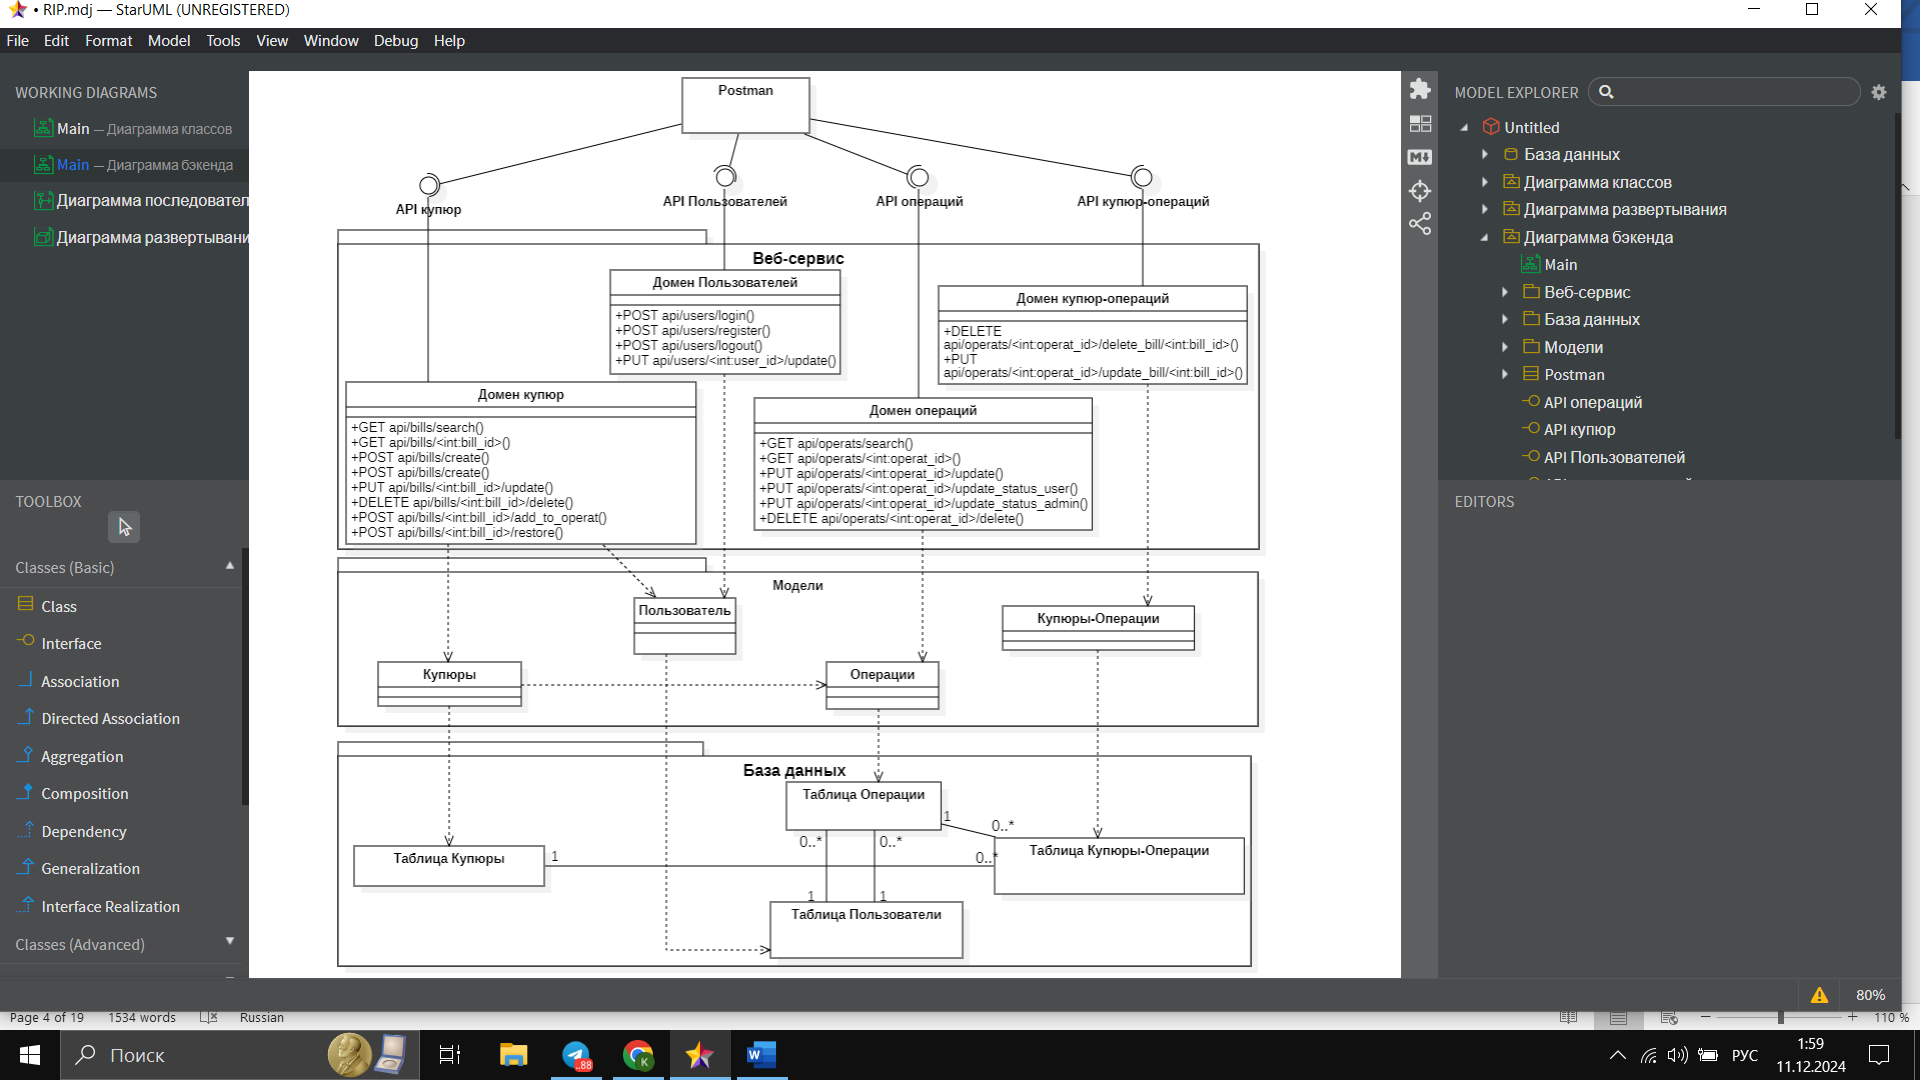 • RIP.mdj — StarUML (UNREGISTERED)
File Edit Format Model Tools View Window Debug Help
WORKING DIAGRAMS
Main — Диаграмма классов
Main — Диаграмма бэкенда
Диаграмма последовател
Диаграмма развертывани
TOOLBOX
Classes (Basic)
Class
Interface
Association
Directed Association
Aggregation
Composition
Dependency
Generalization
Interface Realization
Classes (Advanced)
Postman
API купюр
API Пользователей
API операций
API купюр-операций
Веб-сервис
Домен Пользователей
+POST api/users/login()
+POST api/users/register()
+POST api/users/logout()
+PUT api/users/<int:user_id>/update()
Домен купюр-операций
+DELETE
api/operats/<int:operat_id>/delete_bill/<int:bill_id>()
+PUT
api/operats/<int:operat_id>/update_bill/<int:bill_id>()
Домен купюр
+GET api/bills/search()
+GET api/bills/<int:bill_id>()
+POST api/bills/create()
+POST api/bills/create()
+PUT api/bills/<int:bill_id>/update()
+DELETE api/bills/<int:bill_id>/delete()
+POST api/bills/<int:bill_id>/add_to_operat()
+POST api/bills/<int:bill_id>/restore()
Домен операций
+GET api/operats/search()
+GET api/operats/<int:operat_id>()
+PUT api/operats/<int:operat_id>/update()
+PUT api/operats/<int:operat_id>/update_status_user()
+PUT api/operats/<int:operat_id>/update_status_admin()
+DELETE api/operats/<int:operat_id>/delete()
Модели
Пользователь
Купюры-Операции
Купюры
Операции
База данных
Таблица Операции
1
0..*
0..*
0..*
Таблица Купюры
1
0..*
Таблица Купюры-Операции
1
1
Таблица Пользователи
MODEL EXPLORER
Untitled
База данных
Диаграмма классов
Диаграмма развертывания
Диаграмма бэкенда
Main
Веб-сервис
База данных
Модели
Postman
API операций
API купюр
API Пользователей
EDITORS
80%
Page 4 of 19 1534 words Russian
110 %
Поиск
..88
K
РУС
1:59
11.12.2024